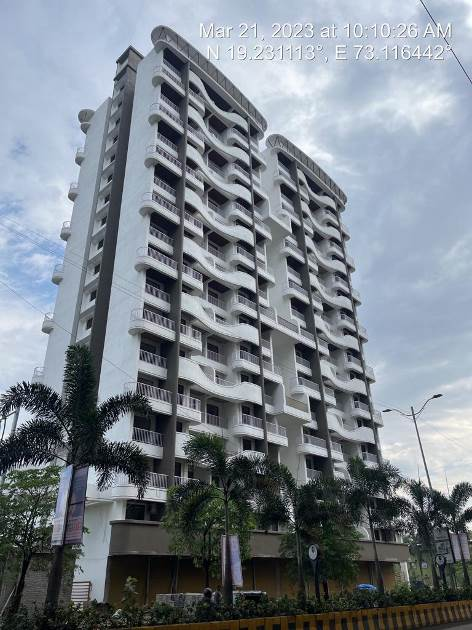 Mar 21, 2023 at 10:10:26 AM
N 19.231113°, E 73.116442°